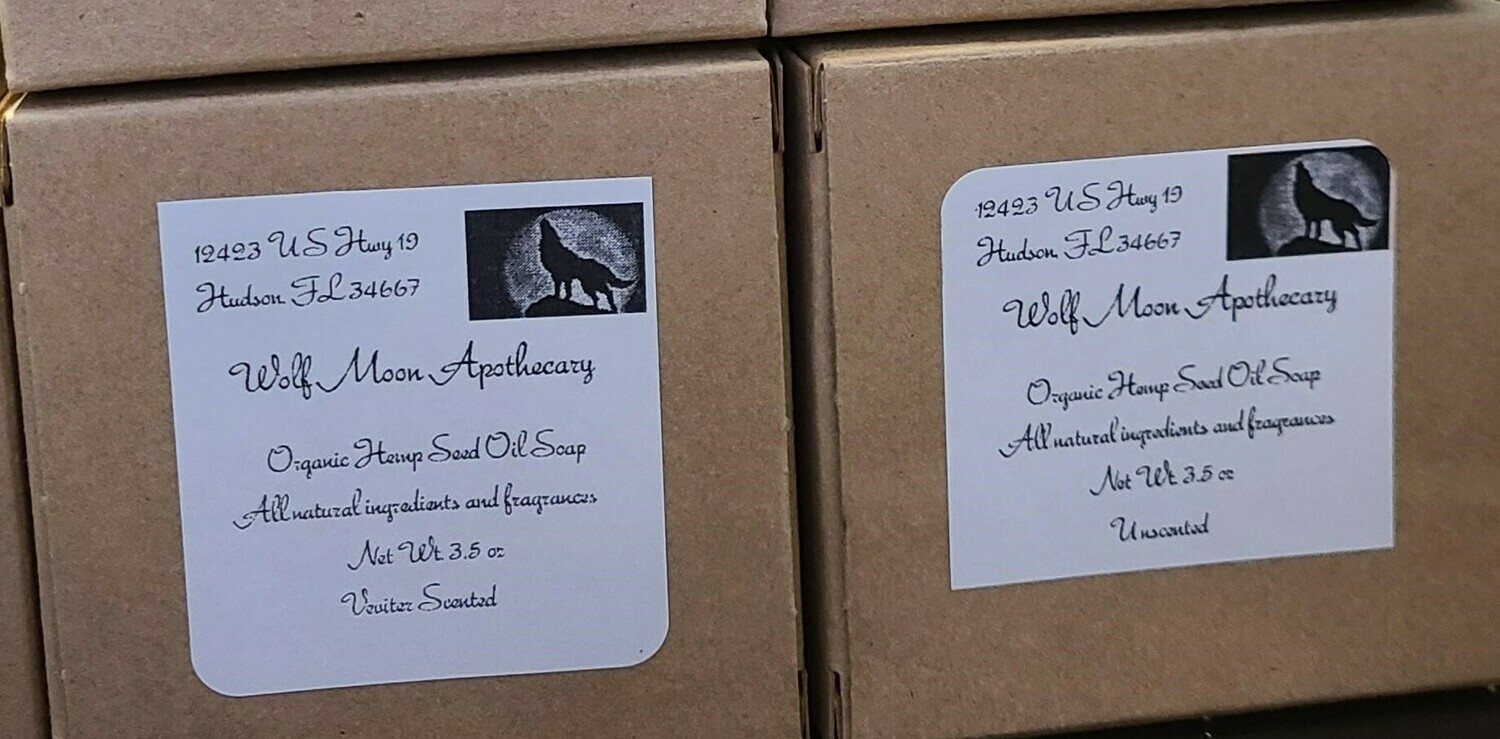 12423 US Hwy 19
Hudson FL 34667
Wolf Moon Apothecary
Organic Hemp Seed Oil Soap
All natural ingredients and fragrances
Net Wt. 3.5 oz
Scented
12423 US Hwy 19
Hudson FL 34667
Wolf Moon Apothecary
Organic Hemp Seed Oil Soap
All natural ingredients and fragrances
Net Wt. 3.5 oz
Unscented